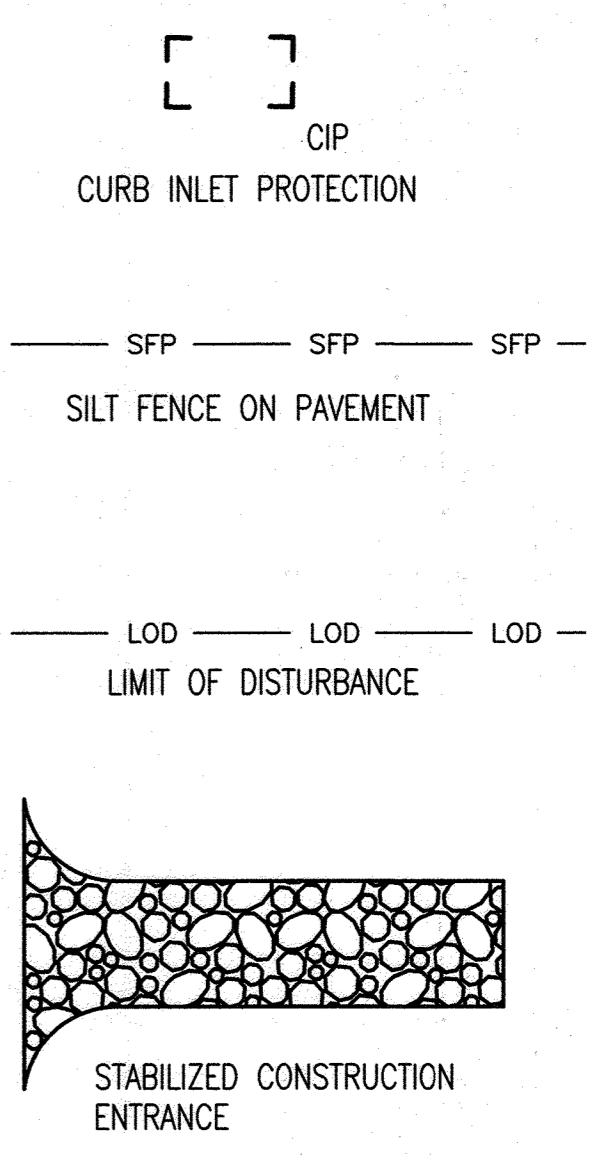 CIP
CURB INLET PROTECTION
SFP SFP SFP
SILT FENCE ON PAVEMENT
LOD LOD LOD
LIMIT OF DISTURBANCE
STABILIZED CONSTRUCTION
ENTRANCE